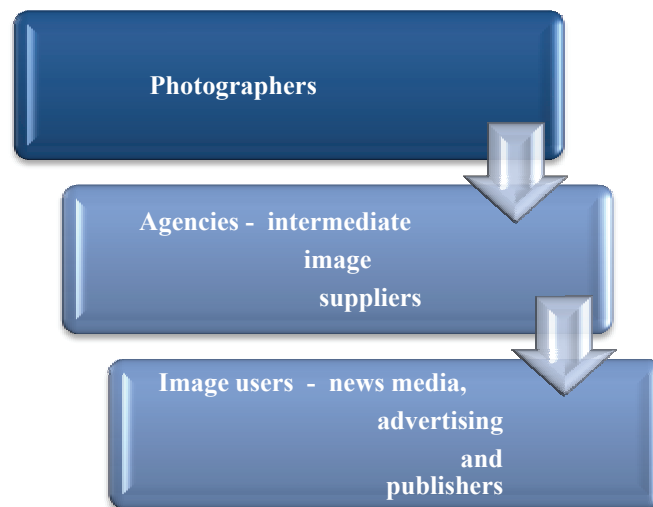 Photographers
Agencies - intermediate
image
suppliers
Image users - news media,
advertising
and
publishers